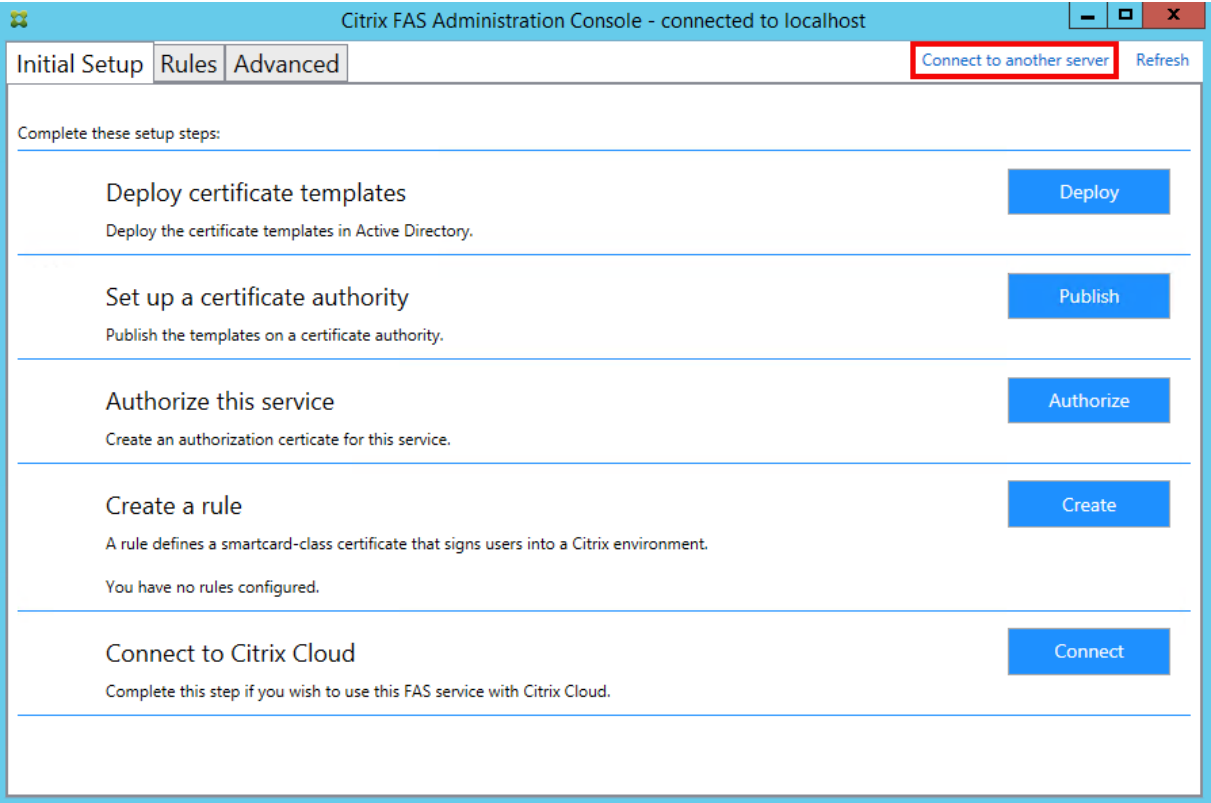 Citrix FAS Administration Console - connected to localhost
Initial Setup Rules Advanced Connect to another server Refresh
Complete these setup steps:
Deploy certificate templates
Deploy
Deploy the certificate templates in Active Directory.
Set up a certificate authority
Publish
Publish the templates on a certificate authority.
Authorize this service
Authorize
Create an authorization certicate for this service.
Create a rule
Create
A rule defines a smartcard-class certificate that signs users into a Citrix environment.
You have no rules configured.
Connect to Citrix Cloud
Connect
Complete this step if you wish to use this FAS service with Citrix Cloud.